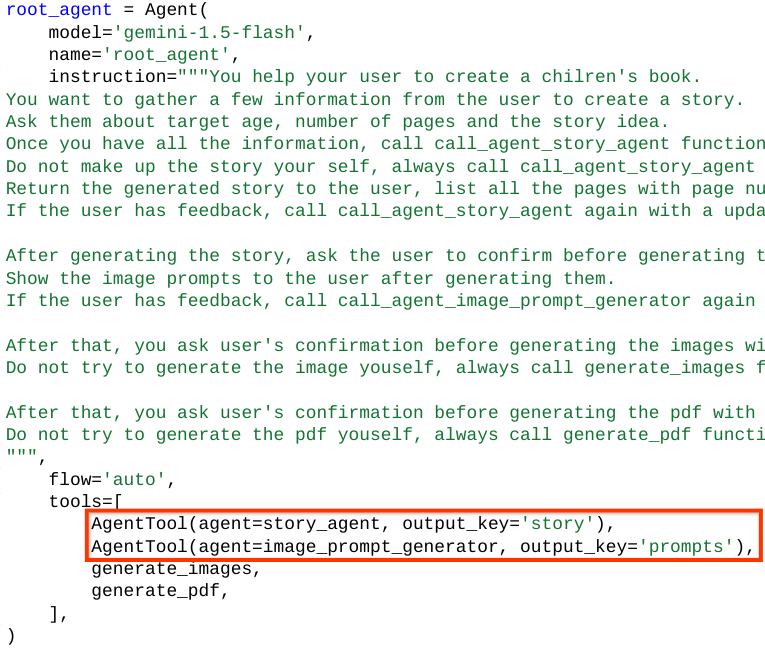 root_agent = Agent(
    model='gemini-1.5-flash',
    name='root_agent',
    instruction="""You help your user to create a chilren's book.
You want to gather a few information from the user to create a story.
Ask them about target age, number of pages and the story idea.
Once you have all the information, call call_agent_story_agent function
Do not make up the story your self, always call call_agent_story_agent
Return the generated story to the user, list all the pages with page nu
If the user has feedback, call call_agent_story_agent again with a upda

After generating the story, ask the user to confirm before generating t
Show the image prompts to the user after generating them.
If the user has feedback, call call_agent_image_prompt_generator again

After that, you ask user's confirmation before generating the images wi
Do not try to generate the image youself, always call generate_images f

After that, you ask user's confirmation before generating the pdf with
Do not try to generate the pdf youself, always call generate_pdf functi
""",
    flow='auto',
    tools=[
        AgentTool(agent=story_agent, output_key='story'),
        AgentTool(agent=image_prompt_generator, output_key='prompts'),
        generate_images,
        generate_pdf,
    ],
)